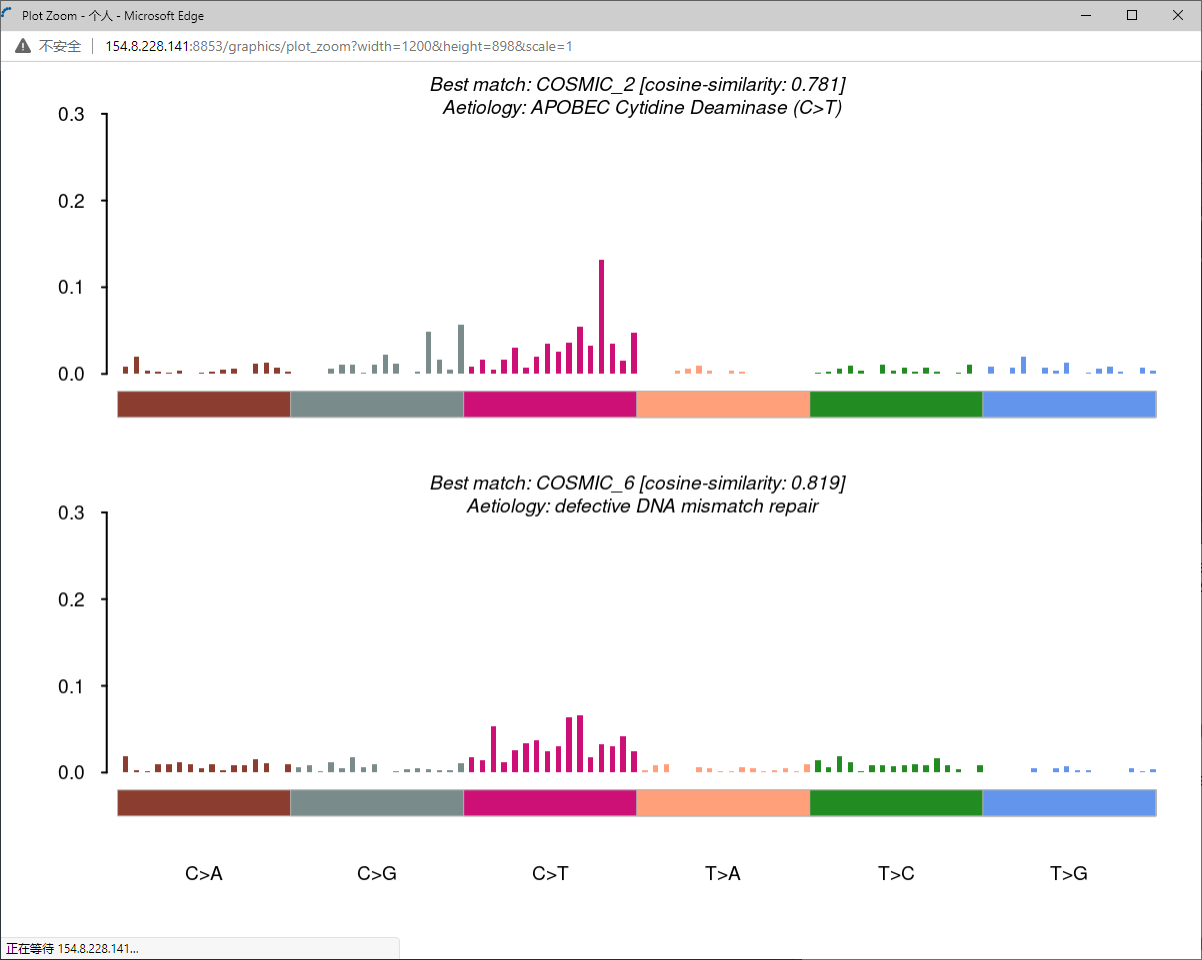 Plot Zoom - 个人 - Microsoft Edge
不安全 154.8.228.141:8853/graphics/plot_zoom?width=1200&height=898&scale=1
Best match: COSMIC_2 [cosine-similarity: 0.781]
Aetiology: APOBEC Cytidine Deaminase (C>T)
0.3
0.2
0.1
0.0
Best match: COSMIC_6 [cosine-similarity: 0.819]
Aetiology: defective DNA mismatch repair
0.3
0.2
0.1
0.0
C>A C>G C>T T>A T>C T>G
正在等待 154.8.228.141...